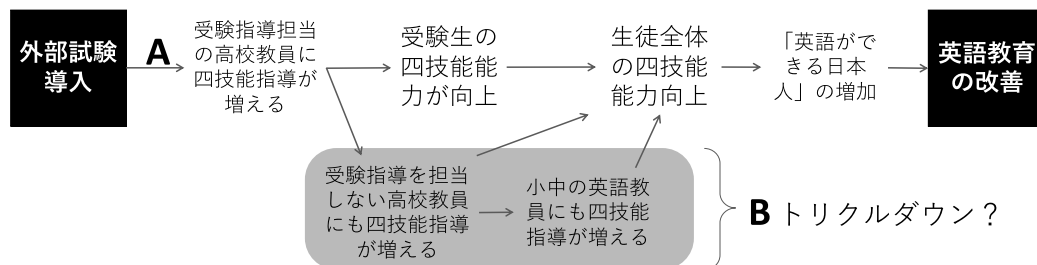 外部試験
導入
A
受験指導担当
の高校教員に
四技能指導が
増える
受験生の
四技能能
力が向上
生徒全体
の四技能
能力向上
「英語がで
きる日本
人」の増加
英語教育
の改善
受験指導を担当
しない高校教員
にも四技能指導
が増える
小中の英語教
員にも四技能
指導が増える
B トリクルダウン？